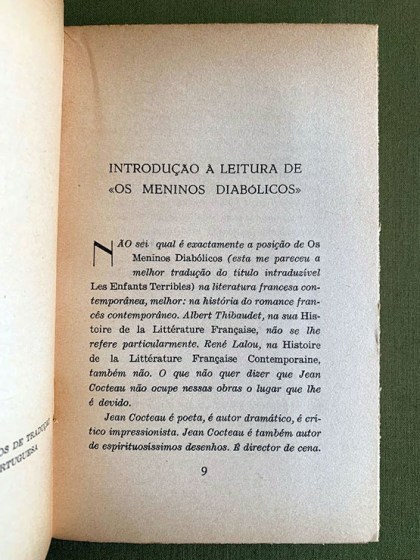 OS DE TRADUÇÃO
RTUGUESA
INTRODUÇÃO À LEITURA DE
«OS MENINOS DIABÓLICOS»
NÃO sei qual é exactamente a posição de Os
Meninos Diabólicos (esta me pareceu a
melhor tradução do título intraduzível
Les Enfants Terribles) na literatura francesa con-
temporânea, melhor: na história do romance fran-
cês contemporâneo. Albert Thibaudet, na sua His-
toire de la Littérature Française, não se lhe
refere particularmente. René Lalou, na Histoire
de la Littérature Française Contemporaine,
também não. O que não quer dizer que Jean
Cocteau não ocupe nessas obras o lugar que lhe
é devido.
Jean Cocteau é poeta, é autor dramático, é crí-
tico impressionista. Jean Cocteau é também autor
de espirituosíssimos desenhos. É director de cena.
9